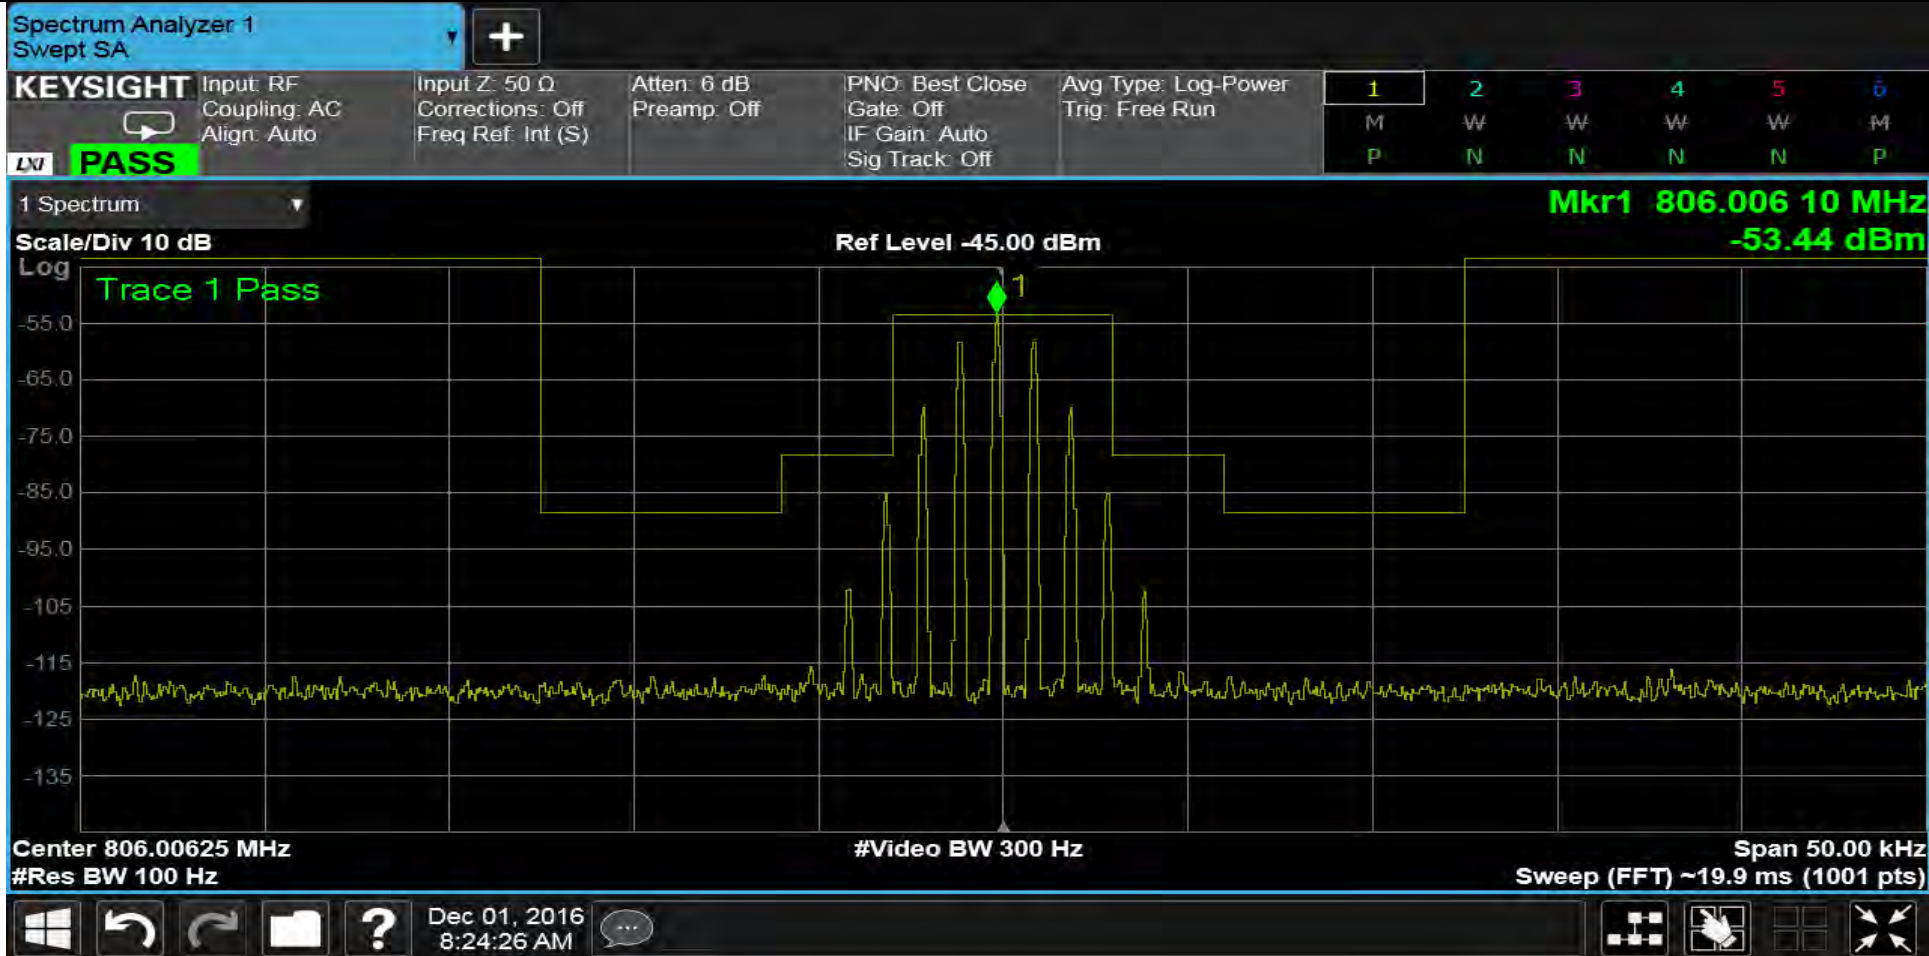 Spectrum Analyzer 1
Swept SA
KEYSIGHT
LXI
PASS
Input: RF
Coupling: AC
Align: Auto
Input Z: 50 Ω
Corrections: Off
Freq Ref: Int (S)
Atten: 6 dB
Preamp: Off
PNO: Best Close
Gate: Off
IF Gain: Auto
Sig Track: Off
Avg Type: Log-Power
Trig: Free Run
1 2 3 4 5 6
M W W W W M
P N N N N P
1 Spectrum
Mkr1 806.006 10 MHz
-53.44 dBm
Scale/Div 10 dB
Ref Level -45.00 dBm
Log
Trace 1 Pass
1
-55.0
-65.0
-75.0
-85.0
-95.0
-105
-115
-125
-135
Center 806.00625 MHz
#Video BW 300 Hz
Span 50.00 kHz
#Res BW 100 Hz
Sweep (FFT) ~19.9 ms (1001 pts)
?
Dec 01, 2016
8:24:26 AM